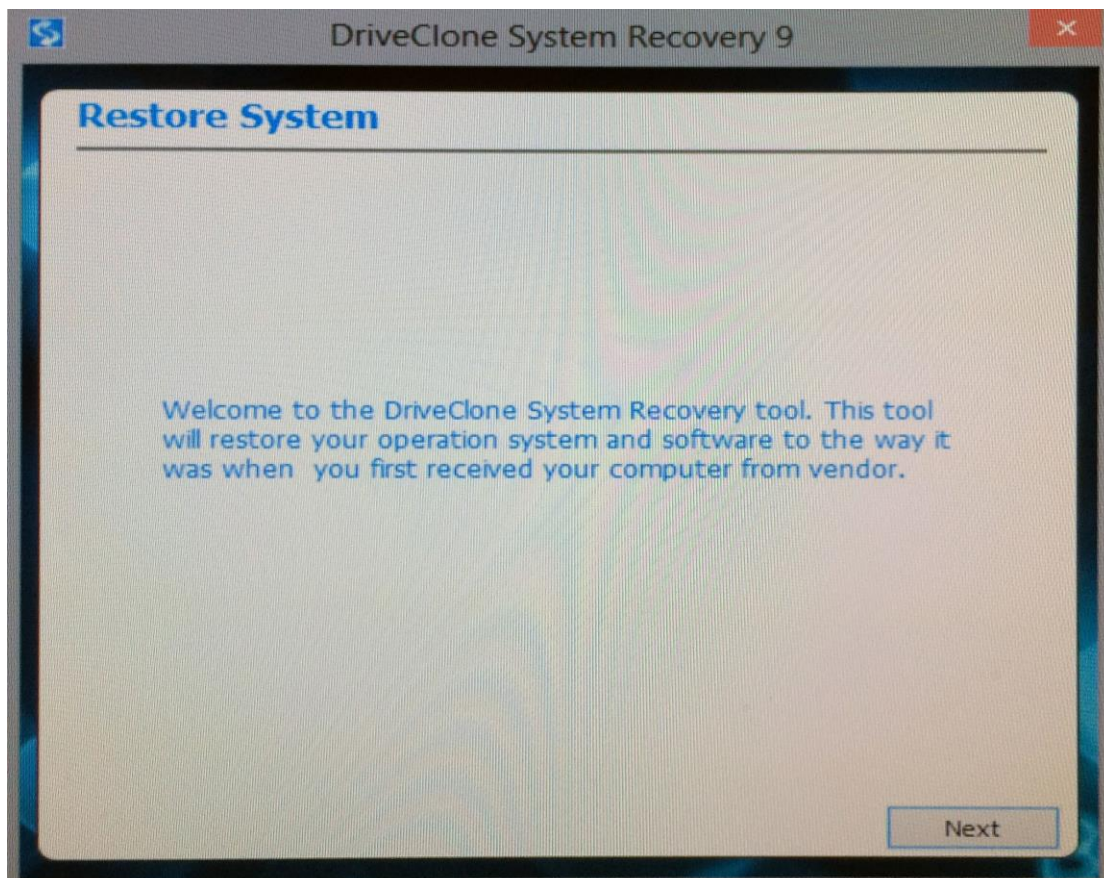 DriveClone System Recovery 9
Restore System
Welcome to the DriveClone System Recovery tool. This tool
will restore your operation system and software to the way it
was when  you first received your computer from vendor.
Next